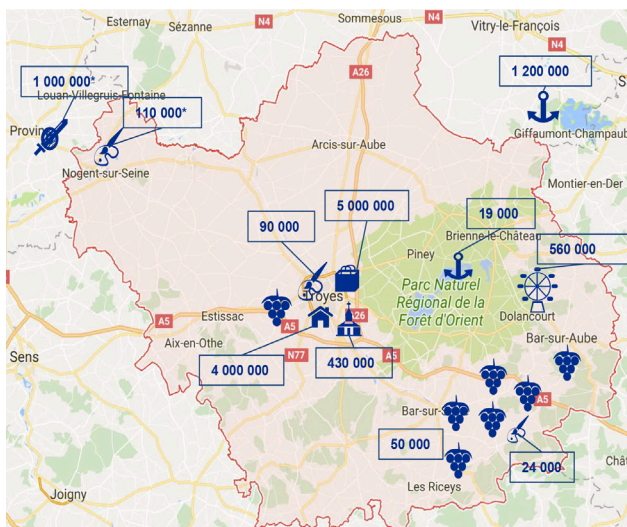 Esternay
Sézanne
N4
Sommesous
Vitry-le-François
N4
N4
A26
1 000 000*
1 200 000
Louan-Villegruis-Fontaine
110 000*
Provin
Giffaumont-Champaub
Arcis-sur-Aube
Nogent-sur-Seine
Montier-en-Der
5 000 000
19 000
90 000
Brienne-le-Château
560 000
Piney
Parc Naturel
Régional de la
Forêt d'Orient
Troyes
Estissac
A5
A5
A26
Dolancourt
Aix-en-Othe
Bar-sur-Aube
Sens
N77
A5
4 000 000
430 000
A5
Bar-sur-S
50 000
24 000
Les Riceys
Chât
Joigny